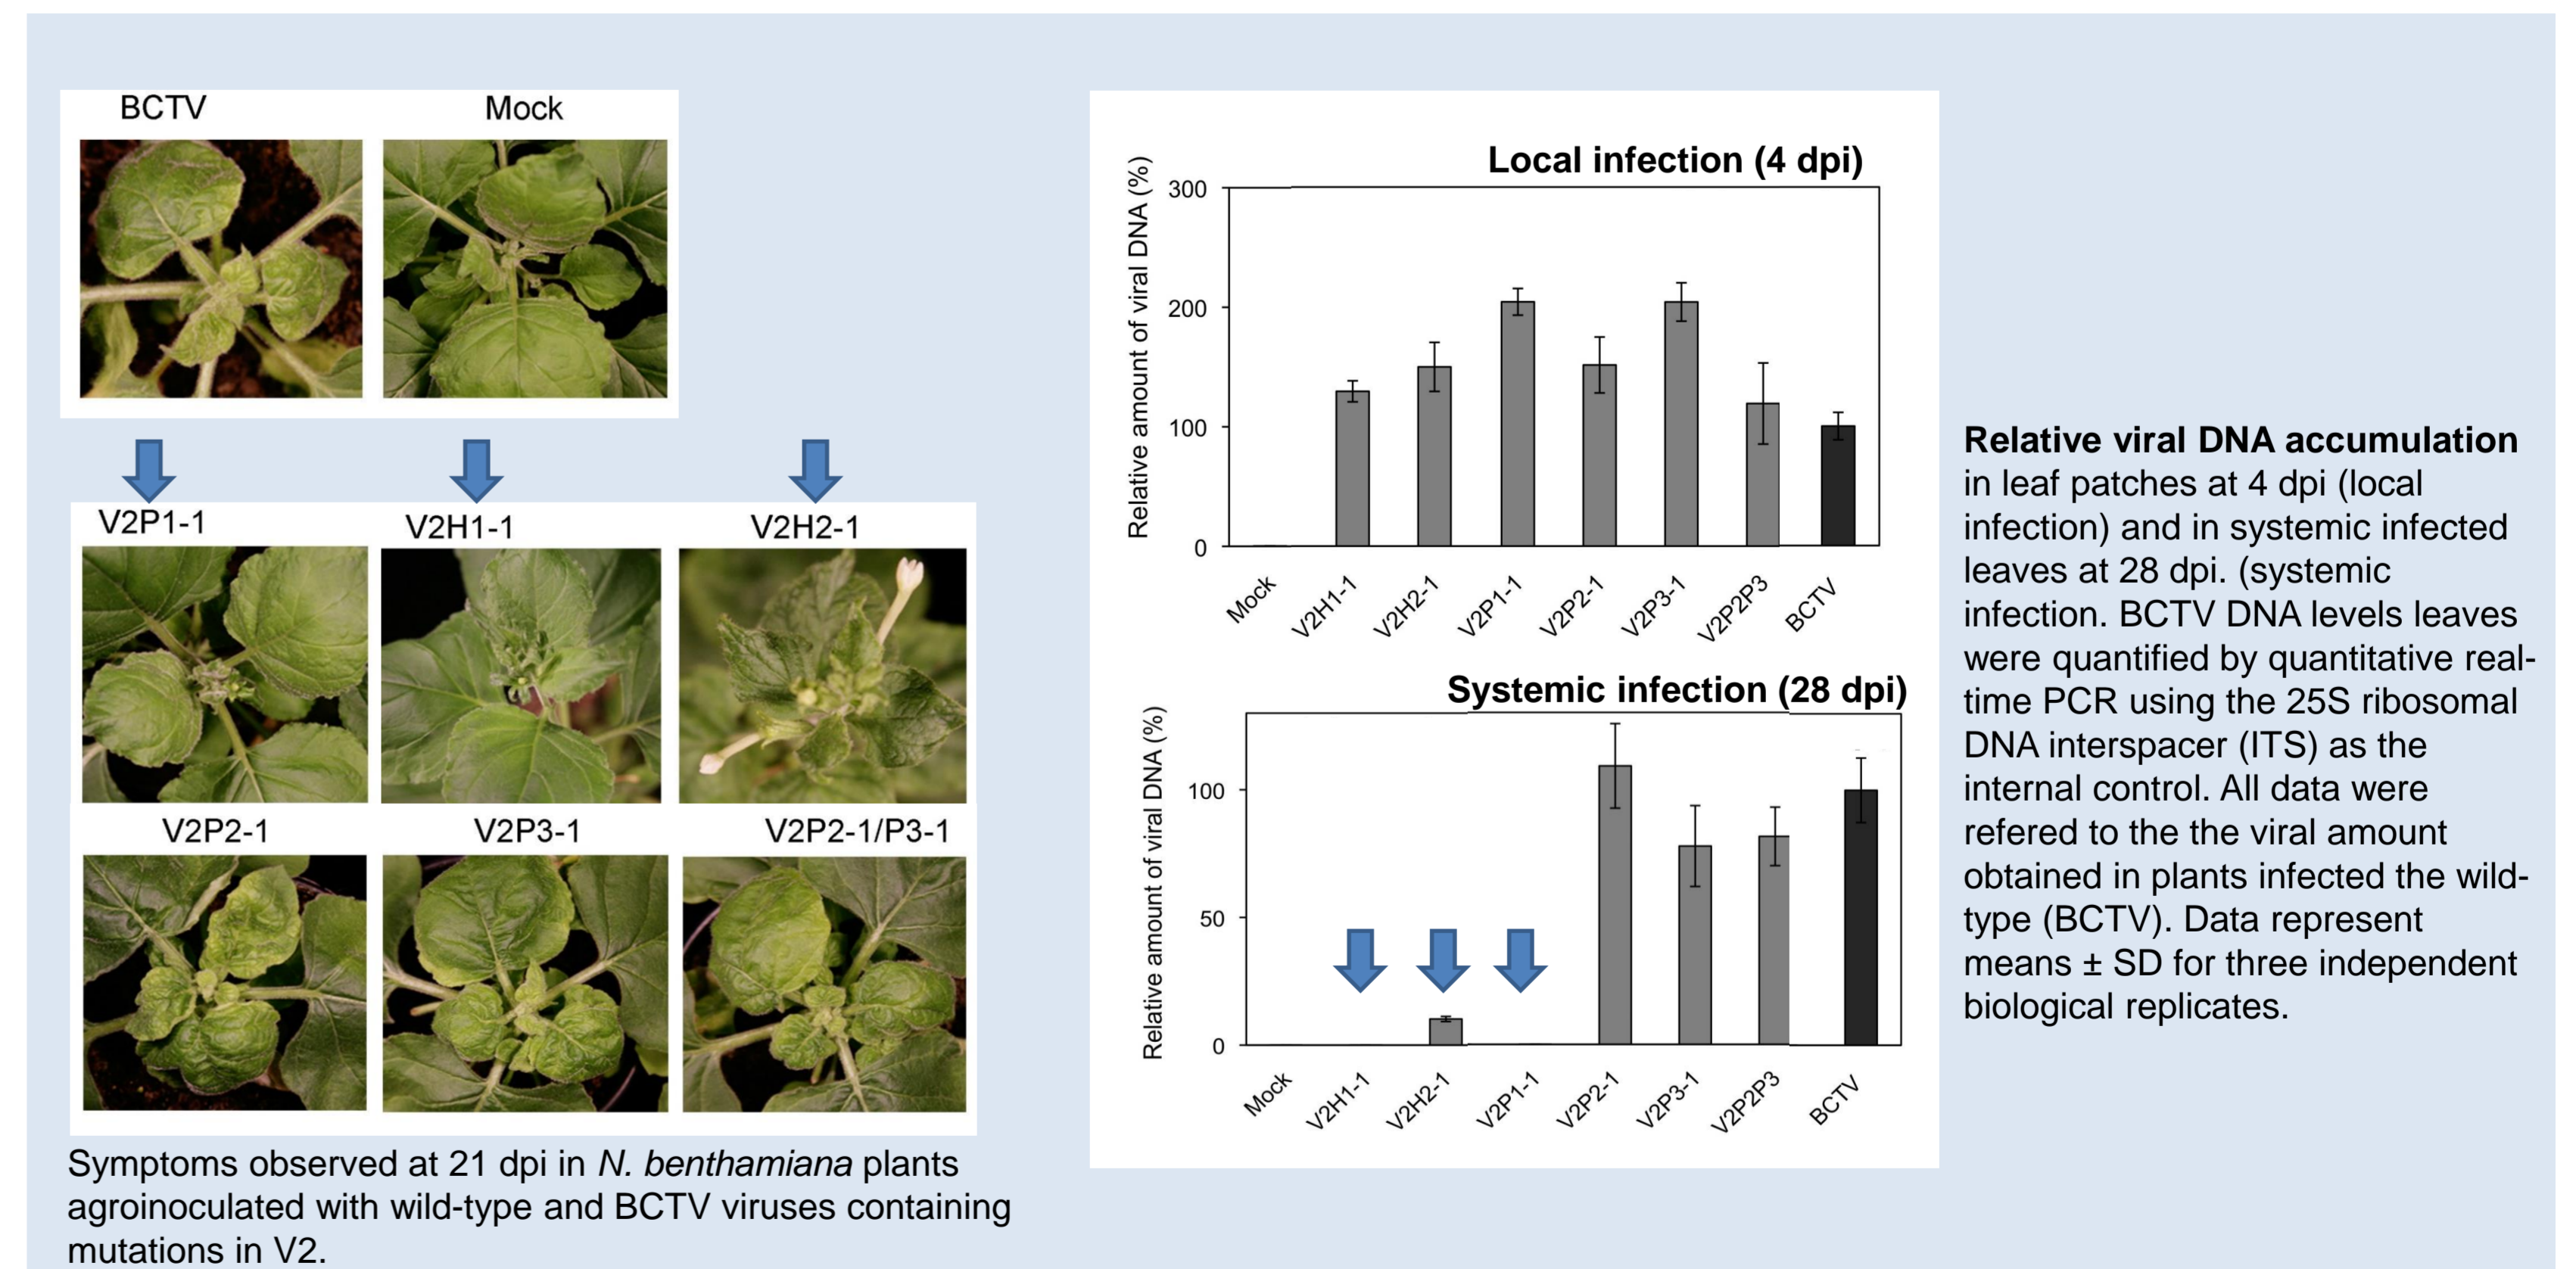 BCTV
Mock
V2P1-1
V2H1-1
V2H2-1
V2P2-1
V2P3-1
V2P2-1/P3-1
Symptoms observed at 21 dpi in N. benthamiana plants
agroinoculated with wild-type and BCTV viruses containing
mutations in V2.
Local infection (4 dpi)
Relative amount of viral DNA (%)
300
200
100
0
Mock
V2H1-1
V2H2-1
V2P1-1
V2P2-1
V2P3-1
V2P2P3
BCTV
Systemic infection (28 dpi)
Relative amount of viral DNA (%)
100
50
0
Mock
V2H1-1
V2H2-1
V2P1-1
V2P2-1
V2P3-1
V2P2P3
BCTV
Relative viral DNA accumulation
in leaf patches at 4 dpi (local
infection) and in systemic infected
leaves at 28 dpi. (systemic
infection. BCTV DNA levels leaves
were quantified by quantitative real-
time PCR using the 25S ribosomal
DNA interspacer (ITS) as the
internal control. All data were
refered to the the viral amount
obtained in plants infected the wild-
type (BCTV). Data represent
means ± SD for three independent
biological replicates.